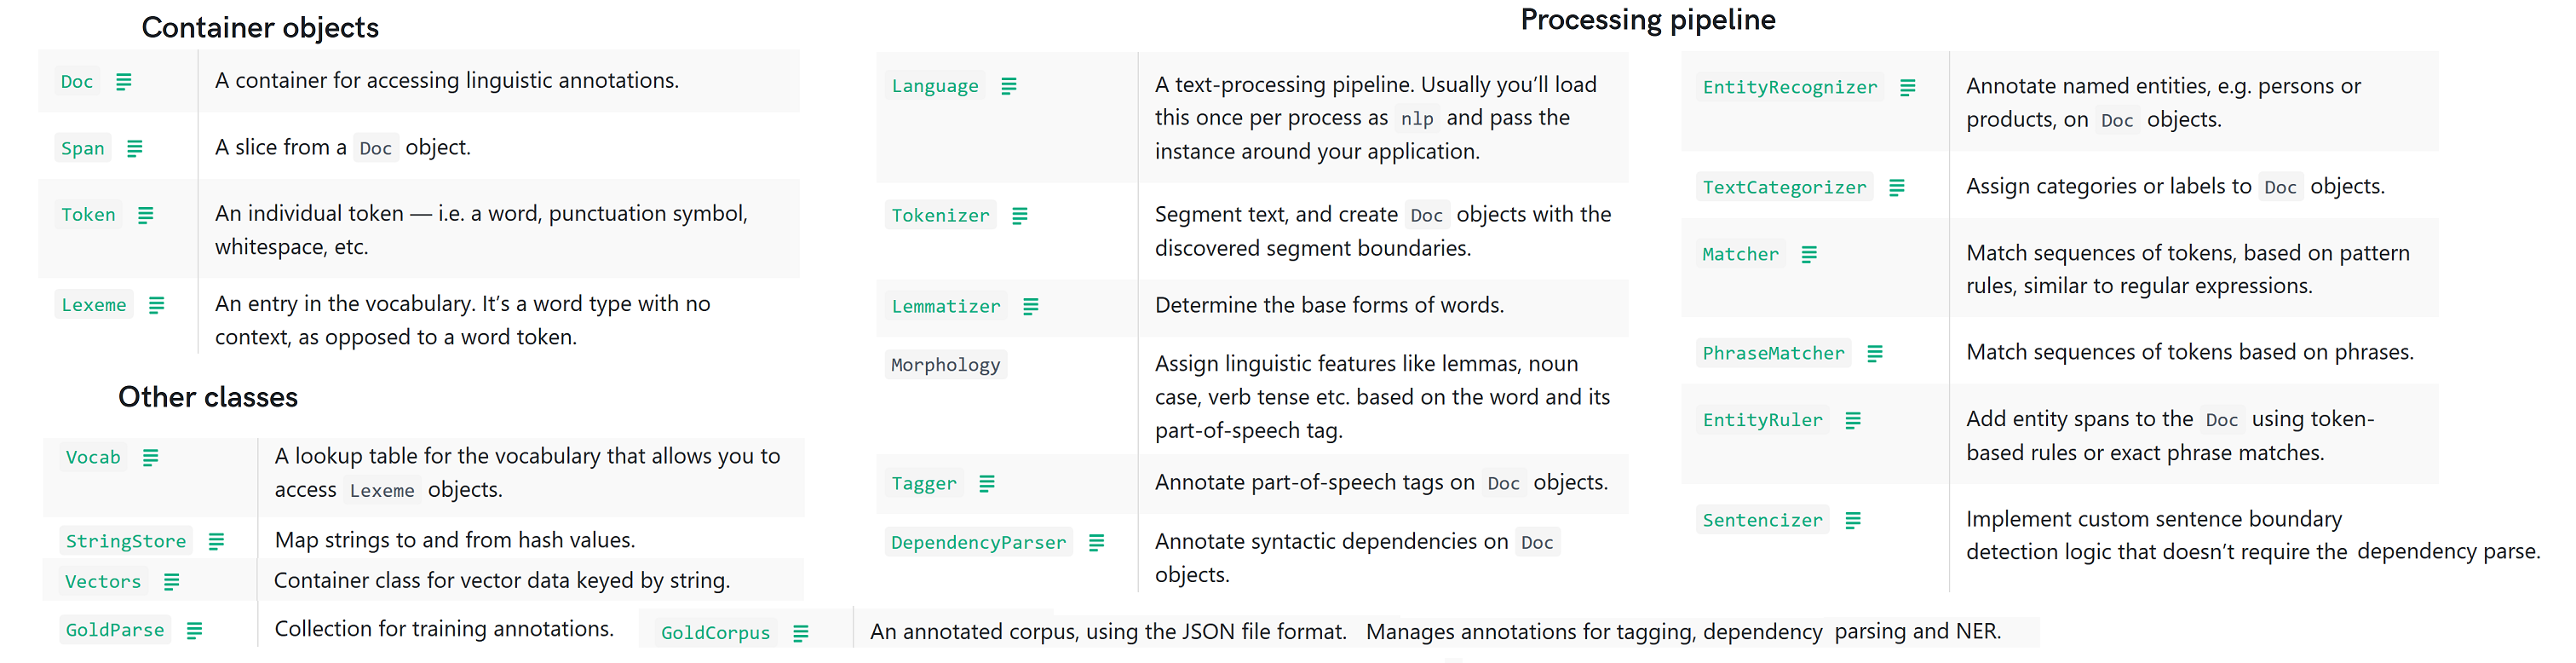 Container objects
Doc
A container for accessing linguistic annotations.
Span
A slice from a Doc object.
Token
An individual token — i.e. a word, punctuation symbol,
whitespace, etc.
Lexeme
An entry in the vocabulary. It’s a word type with no
context, as opposed to a word token.
Other classes
Vocab
A lookup table for the vocabulary that allows you to
access Lexeme objects.
StringStore
Map strings to and from hash values.
Vectors
Container class for vector data keyed by string.
GoldParse
Collection for training annotations.
GoldCorpus
An annotated corpus, using the JSON file format. Manages annotations for tagging, dependency parsing and NER.
Processing pipeline
Language
A text-processing pipeline. Usually you’ll load
this once per process as nlp and pass the
instance around your application.
Tokenizer
Segment text, and create Doc objects with the
discovered segment boundaries.
Lemmatizer
Determine the base forms of words.
Morphology
Assign linguistic features like lemmas, noun
case, verb tense etc. based on the word and its
part-of-speech tag.
Tagger
Annotate part-of-speech tags on Doc objects.
DependencyParser
Annotate syntactic dependencies on Doc
objects.
EntityRecognizer
Annotate named entities, e.g. persons or
products, on Doc objects.
TextCategorizer
Assign categories or labels to Doc objects.
Matcher
Match sequences of tokens, based on pattern
rules, similar to regular expressions.
PhraseMatcher
Match sequences of tokens based on phrases.
EntityRuler
Add entity spans to the Doc using token-
based rules or exact phrase matches.
Sentencizer
Implement custom sentence boundary
detection logic that doesn’t require the dependency parse.